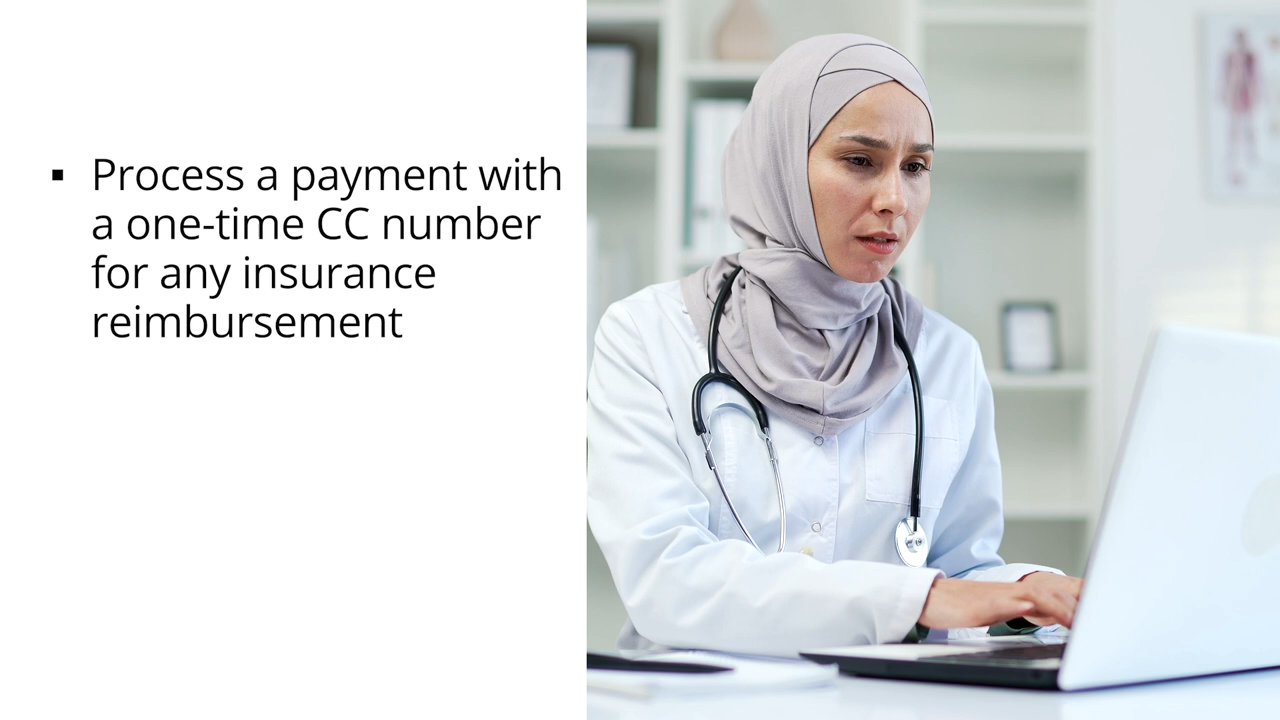 ▪ Process a payment with
a one-time CC number
for any insurance
reimbursement